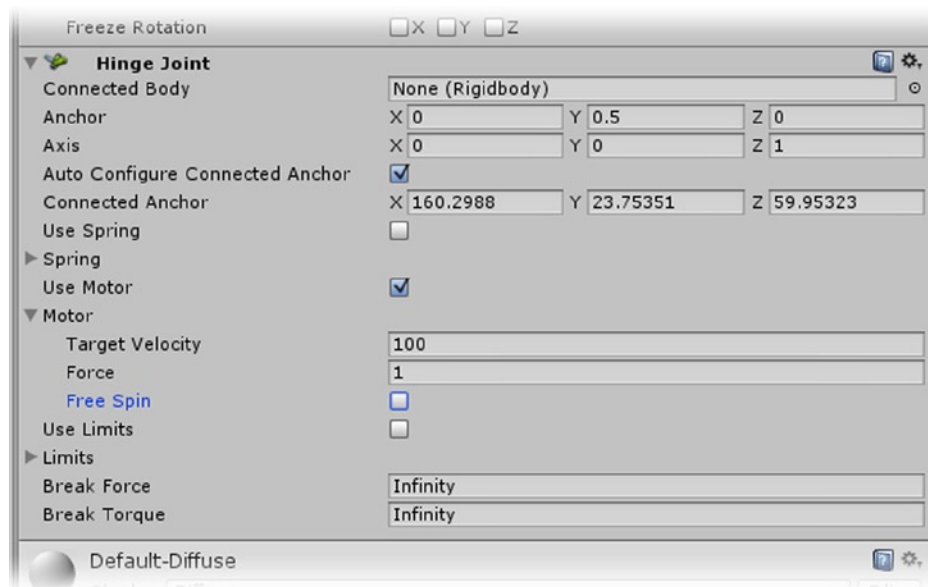 Freeze Rotation X Y Z
Hinge Joint
Connected Body None (Rigidbody)
Anchor X 0 Y 0.5 Z 0
Axis X 0 Y 0 Z 1
Auto Configure Connected Anchor
Connected Anchor X 160.2988 Y 23.75351 Z 59.95323
Use Spring
Spring
Use Motor
Motor
Target Velocity 100
Force 1
Free Spin
Use Limits
Limits
Break Force Infinity
Break Torque Infinity
Default-Diffuse